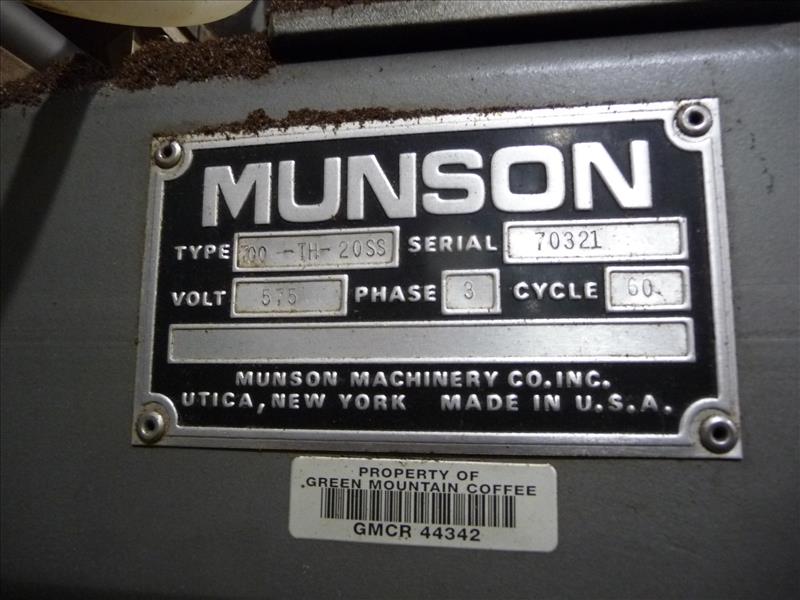 MUNSON
TYPE 700-TH-20SS SERIAL 70321
VOLT 575 PHASE 3 CYCLE 60
MUNSON MACHINERY CO. INC.
UTICA, NEW YORK MADE IN U.S.A.
PROPERTY OF
GREEN MOUNTAIN COFFEE
GMCR 44342